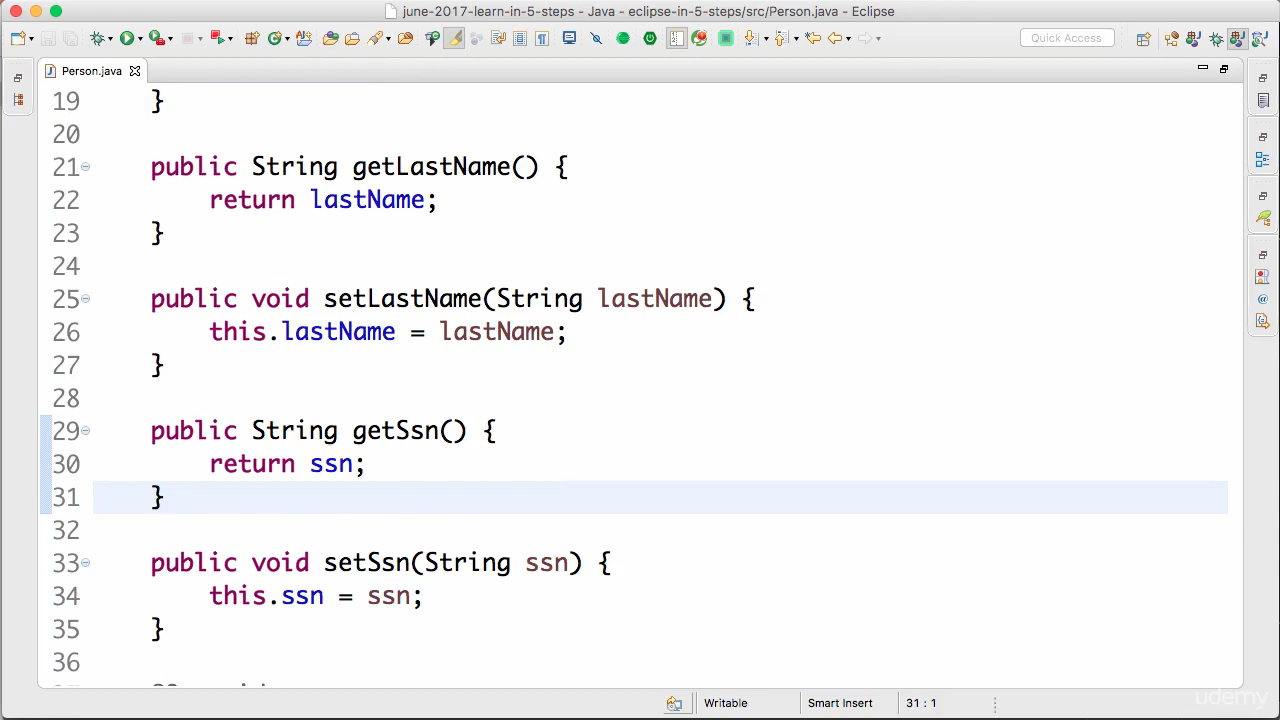 june-2017-learn-in-5-steps - Java - eclipse-in-5-steps/src/Person.java - Eclipse
Quick Access
Person.java
19 }
20
21 public String getLastName() {
22 return lastName;
23 }
24
25 public void setLastName(String lastName) {
26 this.lastName = lastName;
27 }
28
29 public String getSsn() {
30 return ssn;
31 }
32
33 public void setSsn(String ssn) {
34 this.ssn = ssn;
35 }
36
Writable Smart Insert 31 : 1
udemy